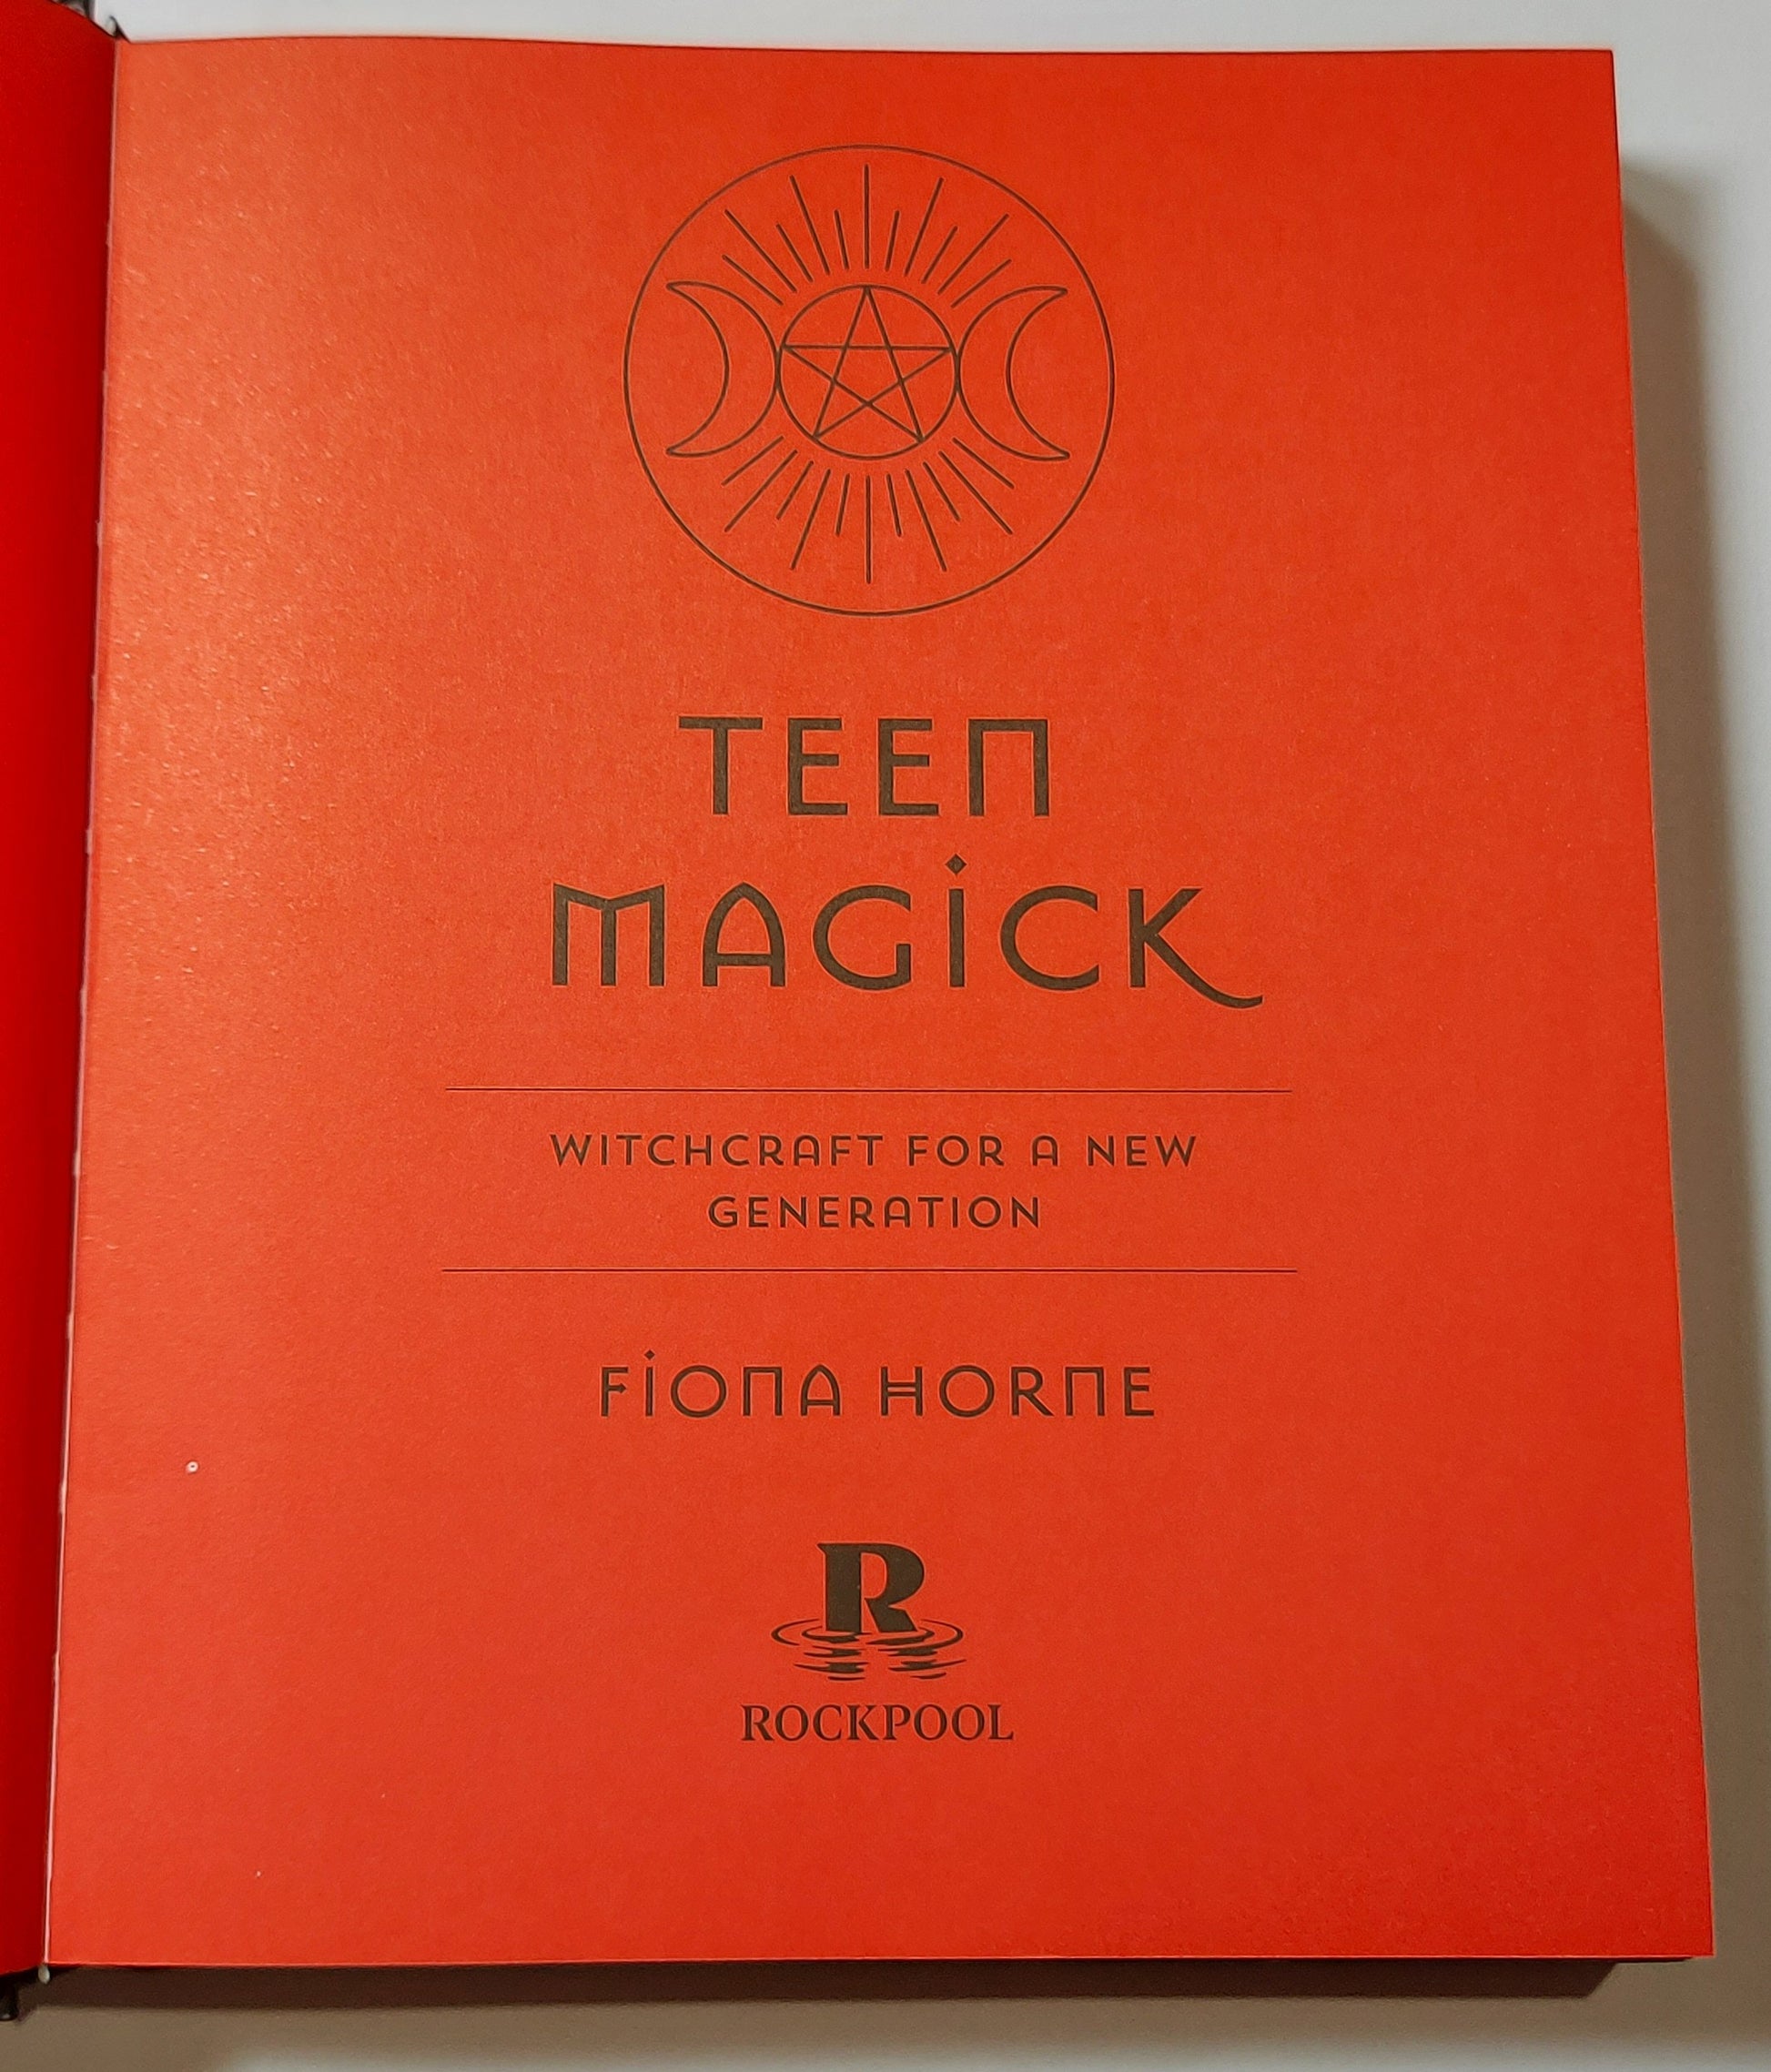 TEEN
MAGICK
WITCHCRAFT FOR A NEW
GENERATION
FIONA HORNE
R
ROCKPOOL